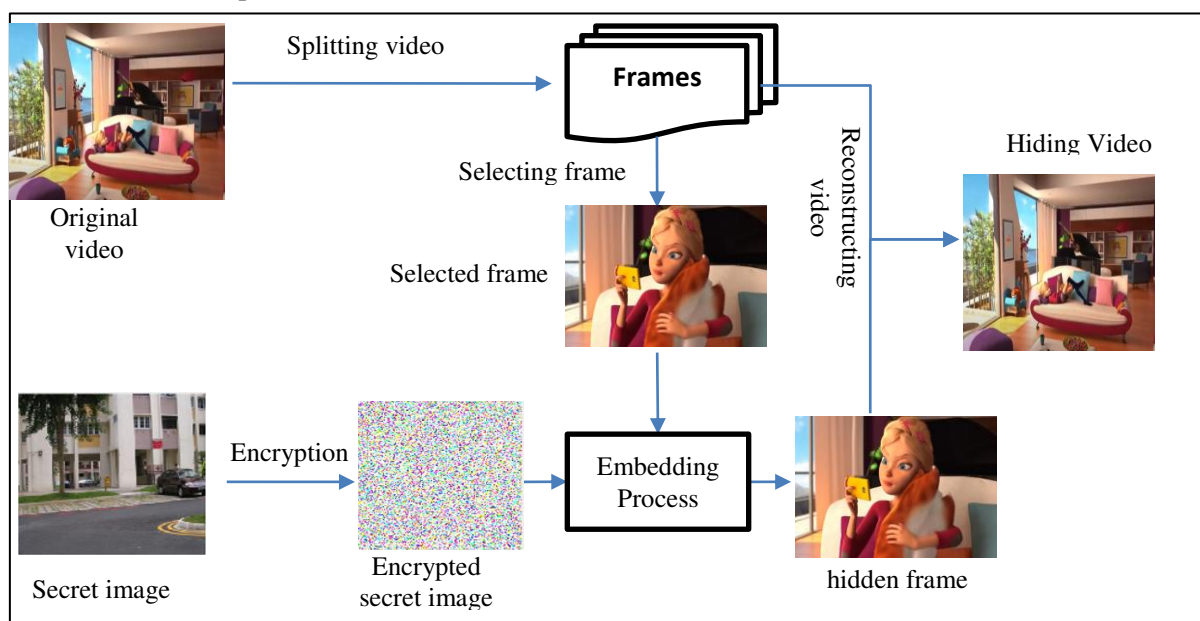 Splitting video
Frames
Original
video
Selecting frame
Selected frame
Reconstructing
video
Hiding Video
Encryption
Embedding
Process
Secret image
Encrypted
secret image
hidden frame